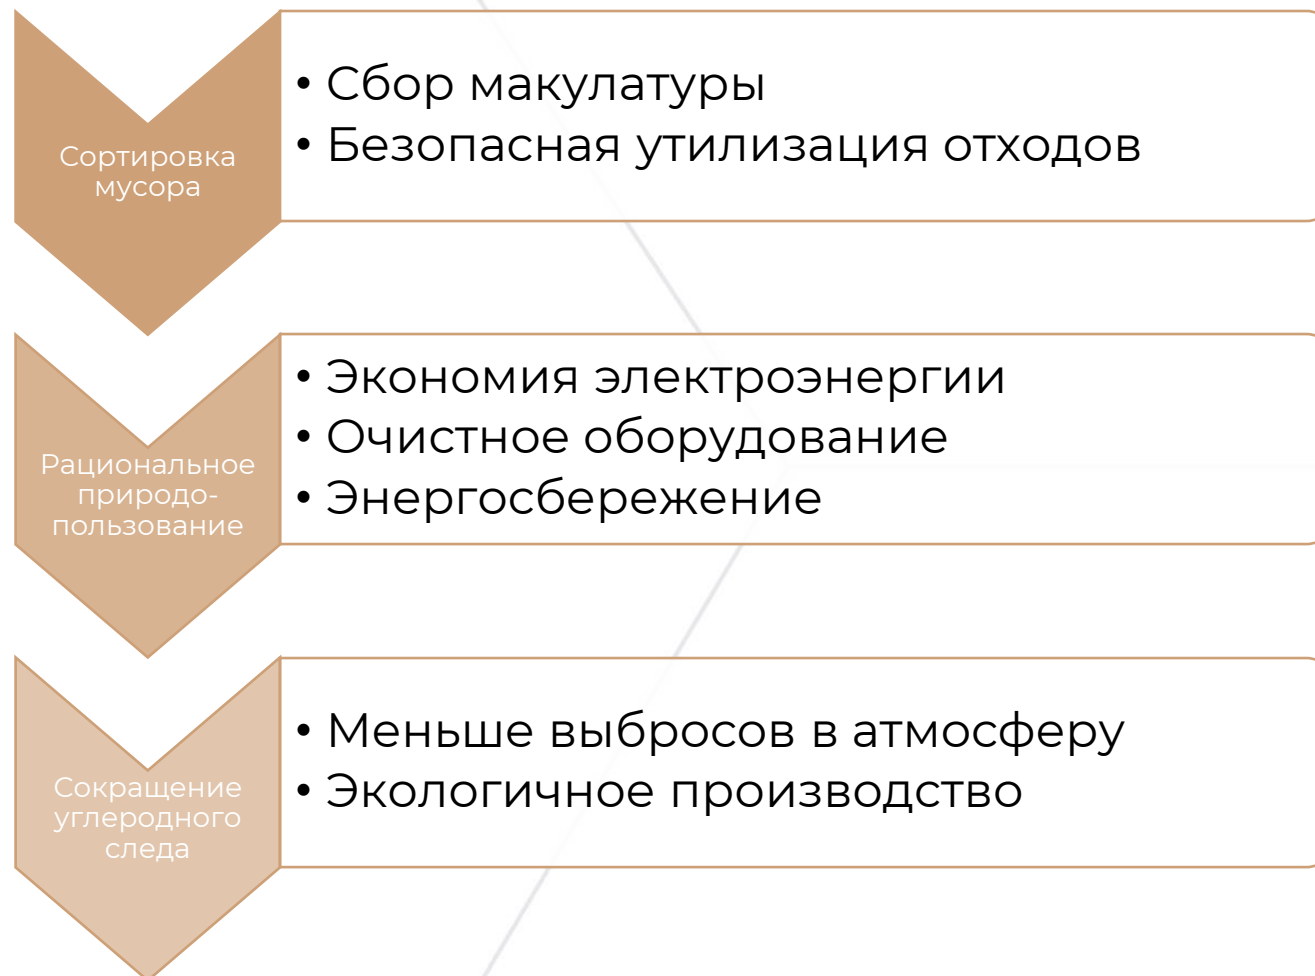 Сортировка
мусора
• Сбор макулатуры
• Безопасная утилизация отходов
Рациональное
природо-
пользование
• Экономия электроэнергии
• Очистное оборудование
• Энергосбережение
Сокращение
углеродного
следа
• Меньше выбросов в атмосферу
• Экологичное производство